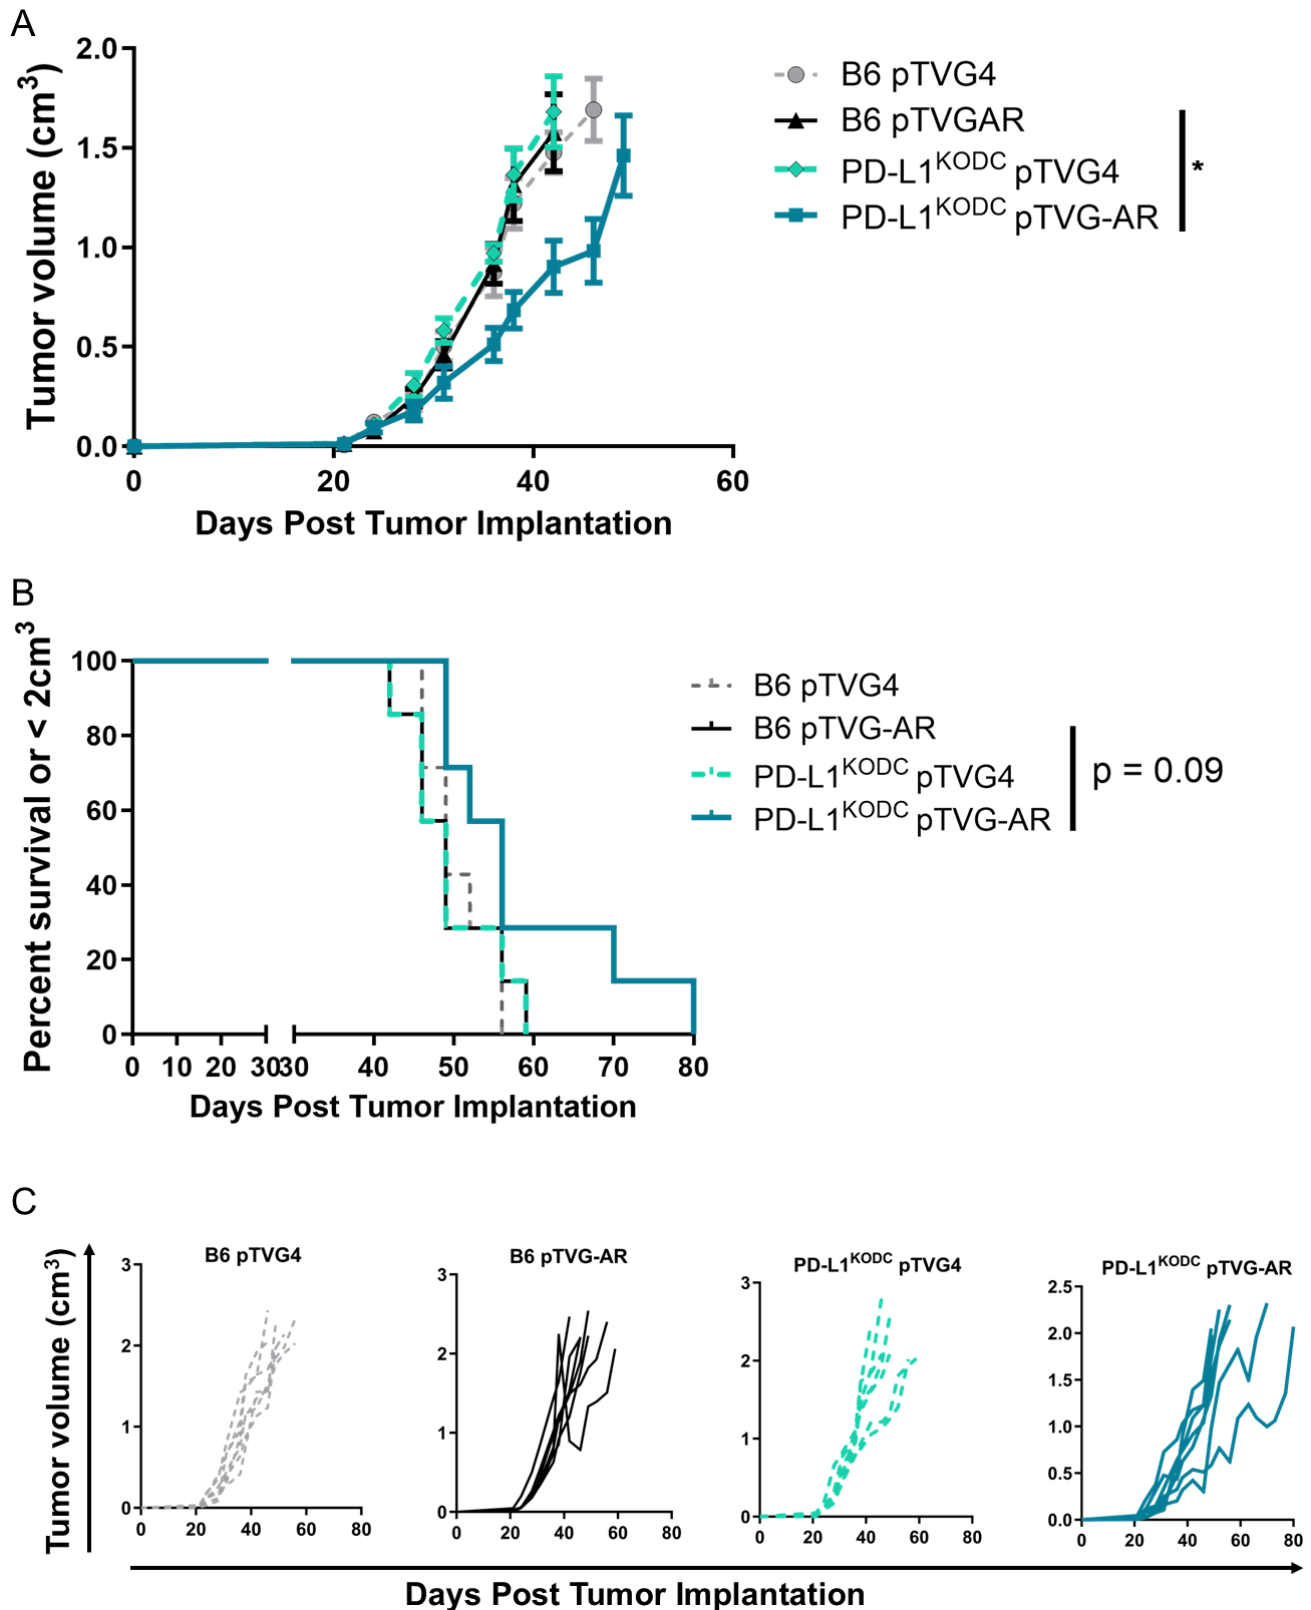 A
Tumor volume (cm³)
2.0
1.5
1.0
0.5
0.0
0 20 40 60
Days Post Tumor Implantation
B6 pTVG4
B6 pTVGAR
PD-L1ᴷᴼᴰꟲ pTVG4
PD-L1ᴷᴼᴰꟲ pTVG-AR
*
B
Percent survival or < 2cm³
100
80
60
40
20
0
0 10 20 30 30 40 50 60 70 80
Days Post Tumor Implantation
B6 pTVG4
B6 pTVG-AR
PD-L1ᴷᴼᴰꟲ pTVG4
PD-L1ᴷᴼᴰꟲ pTVG-AR
p = 0.09
C
Tumor volume (cm³)
B6 pTVG4
3
2
1
0
0 20 40 60 80
B6 pTVG-AR
3
2
1
0
0 20 40 60 80
PD-L1ᴷᴼᴰꟲ pTVG4
3
2
1
0
0 20 40 60 80
PD-L1ᴷᴼᴰꟲ pTVG-AR
2.5
2.0
1.5
1.0
0.5
0.0
0 20 40 60 80
Days Post Tumor Implantation